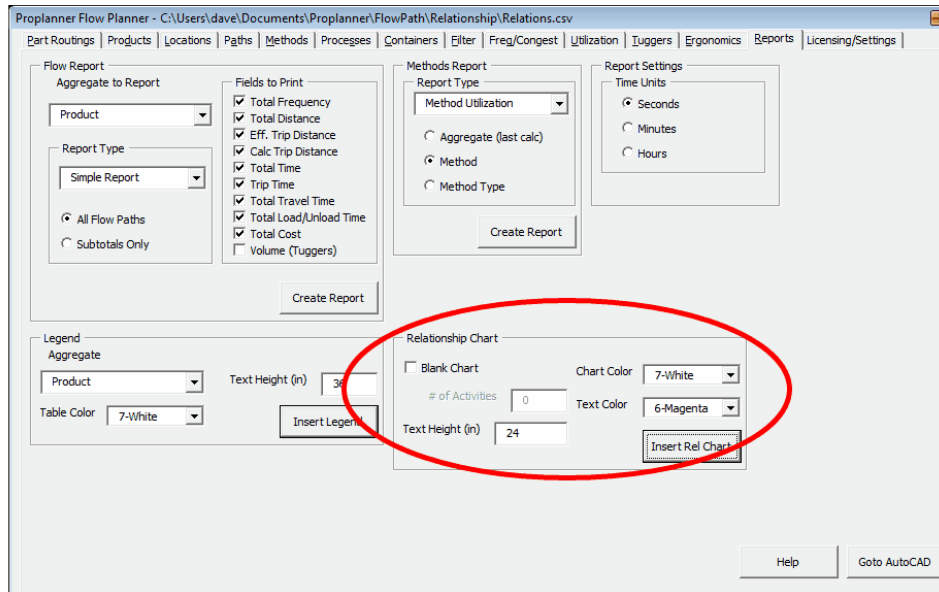 Proplanner Flow Planner - C:\Users\dave\Documents\Proplanner\FlowPath\Relationship\Relations.csv
Part Routings | Products | Locations | Paths | Methods | Processes | Containers | Filter | Freq/Congest | Utilization | Tuggers | Ergonomics | Reports | Licensing/Settings |
Flow Report
Aggregate to Report
Product
Report Type
Simple Report
All Flow Paths
Subtotals Only
Fields to Print
Total Frequency
Total Distance
Eff. Trip Distance
Calc Trip Distance
Total Time
Trip Time
Total Travel Time
Total Load/Unload Time
Total Cost
Volume (Tuggers)
Create Report
Methods Report
Report Type
Method Utilization
Aggregate (last calc)
Method
Method Type
Create Report
Report Settings
Time Units
Seconds
Minutes
Hours
Legend
Aggregate
Product
Table Color 7-White
Text Height (in) 36
Insert Legend
Relationship Chart
Blank Chart
# of Activities 0
Text Height (in) 24
Chart Color 7-White
Text Color 6-Magenta
Insert Rel Chart
Help
Goto AutoCAD